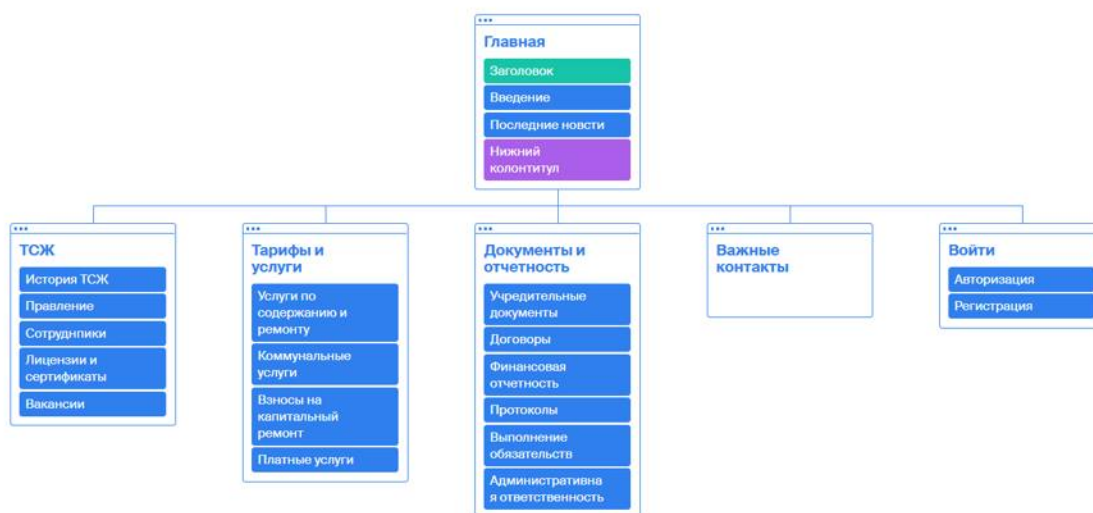 Главная
Заголовок
Введение
Последние новсти
Нижний
колонтитул
ТСЖ
История ТСЖ
Правление
Сотруднпики
Лицензии и
сертификаты
Вакансии
Тарифы и
услуги
Услуги по
содержанию и
ремонту
Коммунальные
услуги
Взносы на
капитальный
ремонт
Платные услуги
Документы и
отчетность
Учредительные
документы
Договоры
Финансовая
отчетность
Протоколы
Выполнение
обязательств
Административна
я ответственность
Важные
контакты
Войти
Авторизация
Регистрация